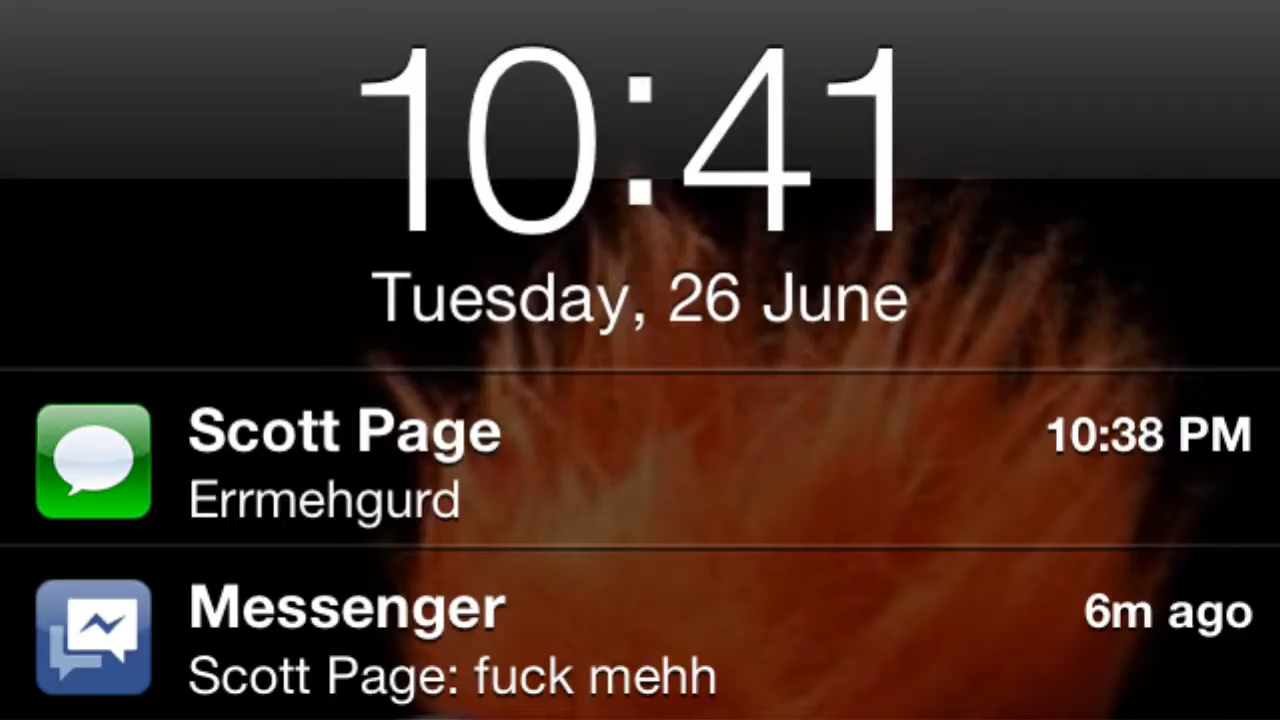 10:41
Tuesday, 26 June
Scott Page 10:38 PM
Errmehgurd
Messenger 6m ago
Scott Page: fuck mehh